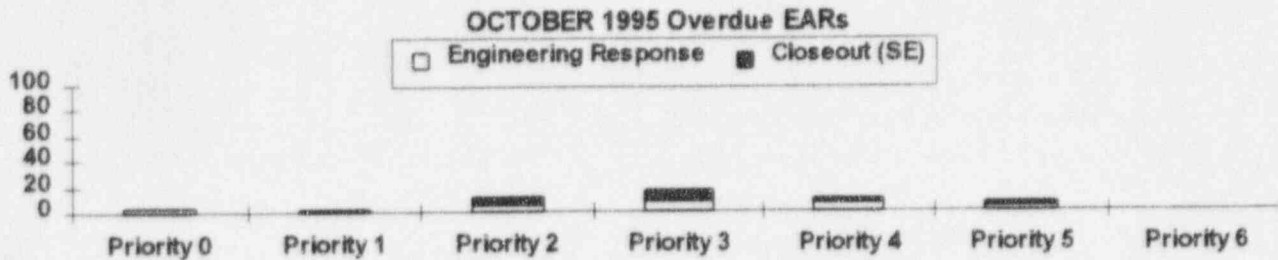 OCTOBER 1995 Overdue EARs
Engineering Response Closeout (SE)
100
80
60
40
20
0
Priority 0 Priority 1 Priority 2 Priority 3 Priority 4 Priority 5 Priority 6